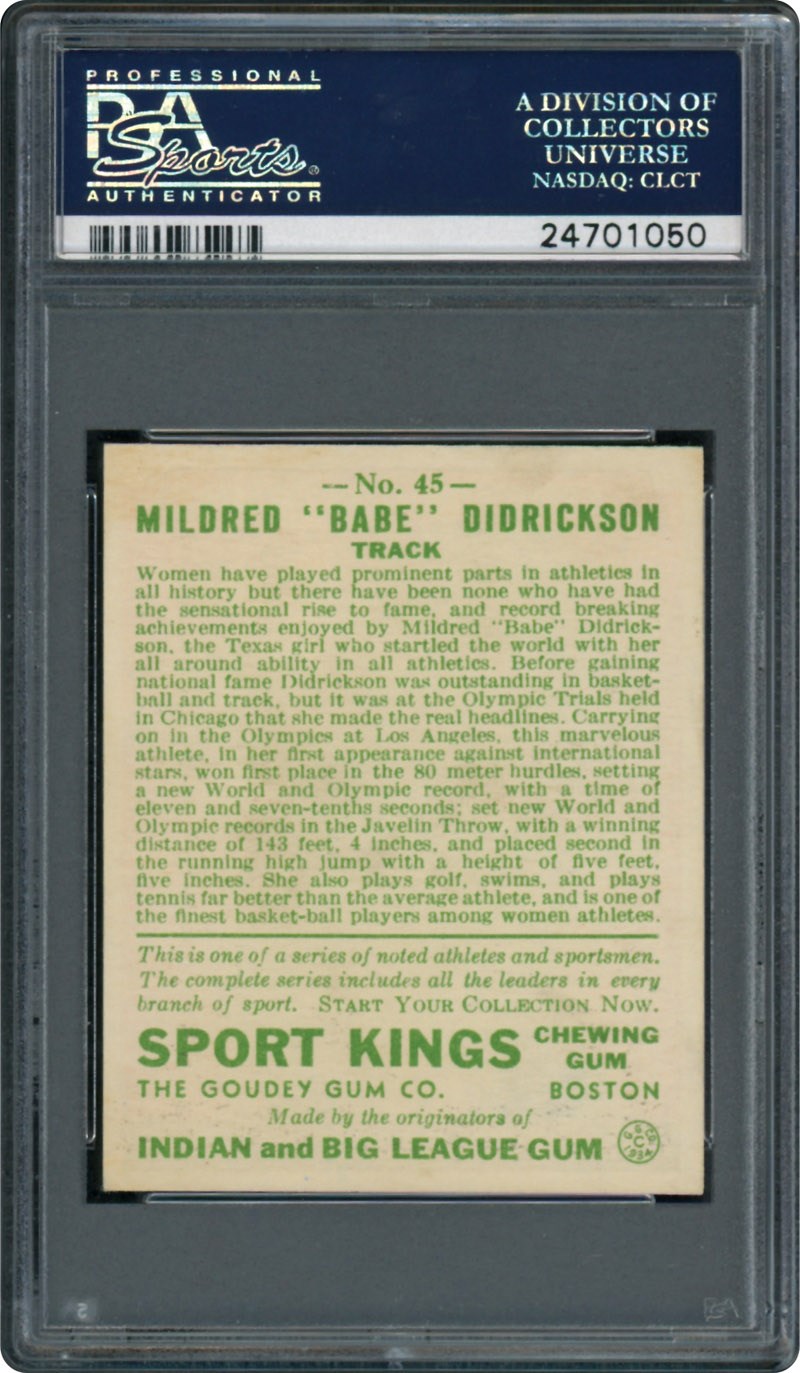 PROFESSIONAL
PSA
Sports®
AUTHENTICATOR
A DIVISION OF
COLLECTORS
UNIVERSE
NASDAQ: CLCT
24701050
—No. 45—
MILDRED "BABE" DIDRICKSON
TRACK
Women have played prominent parts in athletics in
all history but there have been none who have had
the sensational rise to fame, and record breaking
achievements enjoyed by Mildred "Babe" Didrick-
son, the Texas girl who startled the world with her
all around ability in all athletics. Before gaining
national fame Didrickson was outstanding in basket-
ball and track, but it was at the Olympic Trials held
in Chicago that she made the real headlines. Carrying
on in the Olympics at Los Angeles, this marvelous
athlete, in her first appearance against international
stars, won first place in the 80 meter hurdles, setting
a new World and Olympic record, with a time of
eleven and seven-tenths seconds; set new World and
Olympic records in the Javelin Throw, with a winning
distance of 143 feet, 4 inches, and placed second in
the running high jump with a height of five feet,
five inches. She also plays golf, swims, and plays
tennis far better than the average athlete, and is one of
the finest basket-ball players among women athletes.
This is one of a series of noted athletes and sportsmen.
The complete series includes all the leaders in every
branch of sport. START YOUR COLLECTION NOW.
SPORT KINGS CHEWING GUM
THE GOUDEY GUM CO. BOSTON
Made by the originators of
INDIAN and BIG LEAGUE GUM
G.G.CO.
C
1934
PSA